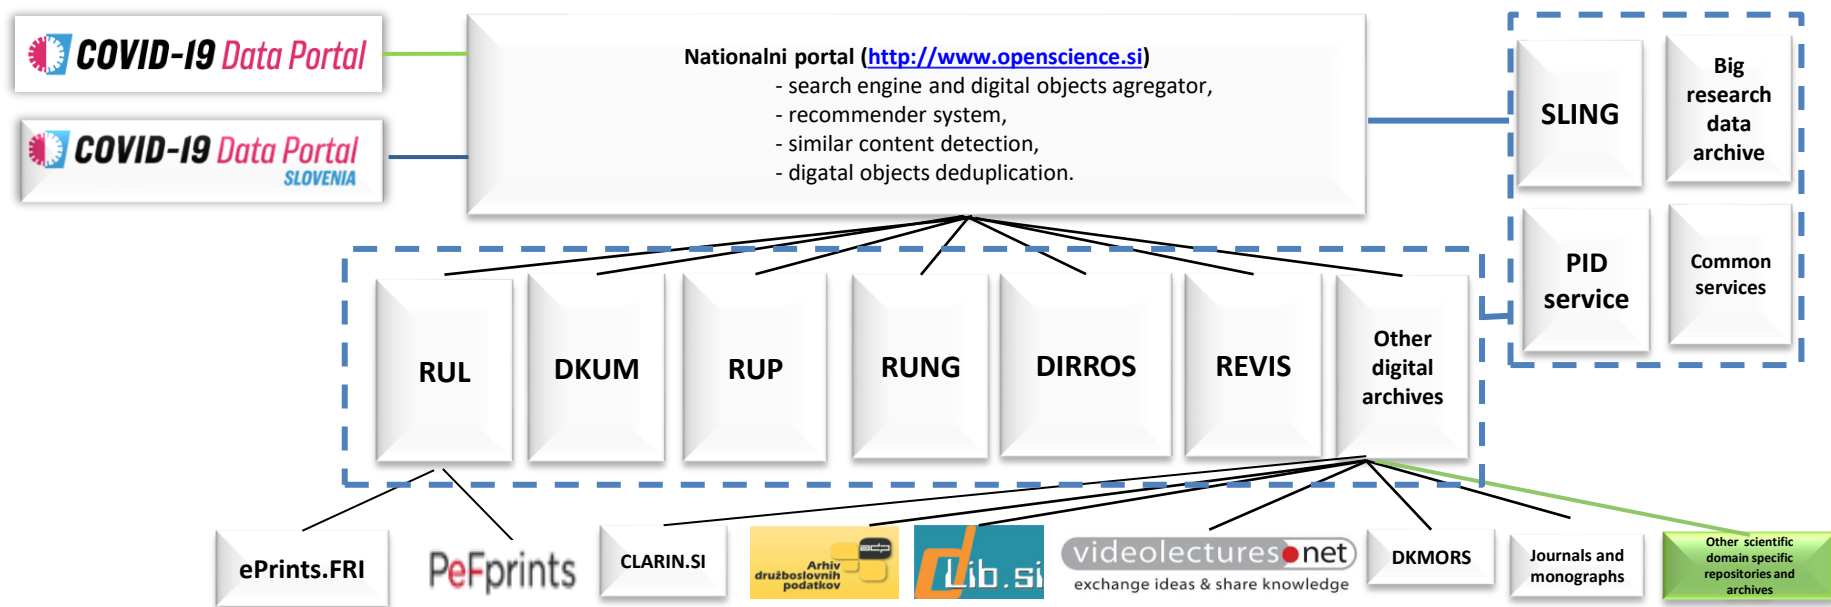 COVID-19 Data Portal
COVID-19 Data Portal
SLOVENIA
Nationalni portal (http://www.openscience.si)
- search engine and digital objects agregator,
- recommender system,
- similar content detection,
- digatal objects deduplication.
SLING
Big
research
data
archive
PID
service
Common
services
RUL
DKUM
RUP
RUNG
DIRROS
REVIS
Other
digital
archives
ePrints.FRI
PeFprints
CLARIN.SI
adp
Arhiv
družboslovnih
podatkov
dLib.si
videolectures.net
exchange ideas & share knowledge
DKMORS
Journals and
monographs
Other scientific
domain specific
repositories and
archives